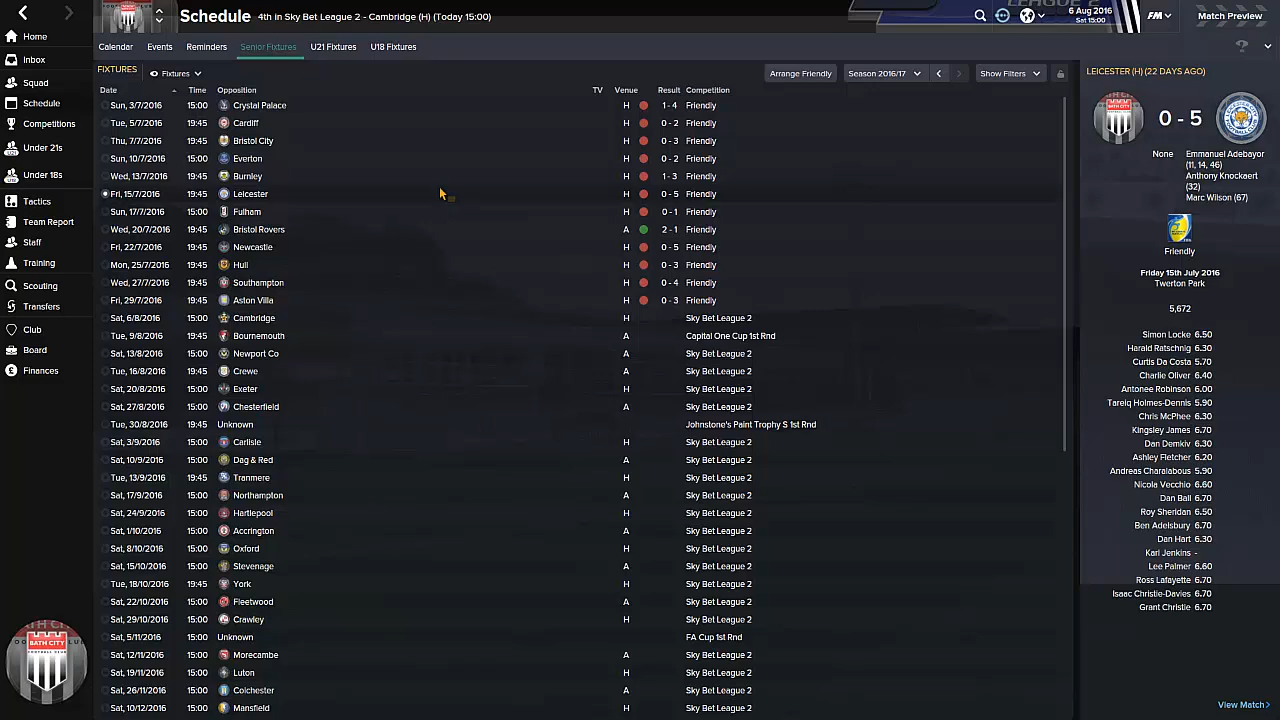 Schedule 4th in Sky Bet League 2 - Cambridge (H) (Today 15:00)
6 Aug 2016
Sat 15:00
FM
Match Preview
Home
Inbox
Squad
Schedule
Competitions
Under 21s
Under 18s
Tactics
Team Report
Staff
Training
Scouting
Transfers
Club
Board
Finances
BATH CITY
Calendar Events Reminders Senior Fixtures U21 Fixtures U18 Fixtures
FIXTURES Fixtures Arrange Friendly Season 2016/17 Show Filters
Date Time Opposition TV Venue Result Competition
Sun, 3/7/2016 15:00 Crystal Palace H 1 - 4 Friendly
Tue, 5/7/2016 19:45 Cardiff H 0 - 2 Friendly
Thu, 7/7/2016 19:45 Bristol City H 0 - 3 Friendly
Sun, 10/7/2016 15:00 Everton H 0 - 2 Friendly
Wed, 13/7/2016 19:45 Burnley H 1 - 3 Friendly
Fri, 15/7/2016 19:45 Leicester H 0 - 5 Friendly
Sun, 17/7/2016 15:00 Fulham H 0 - 1 Friendly
Wed, 20/7/2016 19:45 Bristol Rovers A 2 - 1 Friendly
Fri, 22/7/2016 19:45 Newcastle H 0 - 5 Friendly
Mon, 25/7/2016 19:45 Hull H 0 - 3 Friendly
Wed, 27/7/2016 19:45 Southampton H 0 - 4 Friendly
Fri, 29/7/2016 19:45 Aston Villa H 0 - 3 Friendly
Sat, 6/8/2016 15:00 Cambridge H Sky Bet League 2
Tue, 9/8/2016 19:45 Bournemouth A Capital One Cup 1st Rnd
Sat, 13/8/2016 15:00 Newport Co A Sky Bet League 2
Tue, 16/8/2016 19:45 Crewe A Sky Bet League 2
Sat, 20/8/2016 15:00 Exeter H Sky Bet League 2
Sat, 27/8/2016 15:00 Chesterfield A Sky Bet League 2
Tue, 30/8/2016 19:45 Unknown Johnstone's Paint Trophy S 1st Rnd
Sat, 3/9/2016 15:00 Carlisle H Sky Bet League 2
Sat, 10/9/2016 15:00 Dag & Red A Sky Bet League 2
Tue, 13/9/2016 19:45 Tranmere H Sky Bet League 2
Sat, 17/9/2016 15:00 Northampton A Sky Bet League 2
Sat, 24/9/2016 15:00 Hartlepool H Sky Bet League 2
Sat, 1/10/2016 15:00 Accrington A Sky Bet League 2
Sat, 8/10/2016 15:00 Oxford H Sky Bet League 2
Sat, 15/10/2016 15:00 Stevenage A Sky Bet League 2
Tue, 18/10/2016 19:45 York H Sky Bet League 2
Sat, 22/10/2016 15:00 Fleetwood A Sky Bet League 2
Sat, 29/10/2016 15:00 Crawley H Sky Bet League 2
Sat, 5/11/2016 15:00 Unknown FA Cup 1st Rnd
Sat, 12/11/2016 15:00 Morecambe A Sky Bet League 2
Sat, 19/11/2016 15:00 Luton H Sky Bet League 2
Sat, 26/11/2016 15:00 Colchester A Sky Bet League 2
Sat, 10/12/2016 15:00 Mansfield H Sky Bet League 2
LEICESTER (H) (22 DAYS AGO)
0 - 5
None
Emmanuel Adebayor
(11, 14, 46)
Anthony Knockaert
(32)
Marc Wilson (67)
Friendly
Friday 15th July 2016
Twerton Park
5,672
Simon Locke 6.50
Harald Ratschnig 6.30
Curtis Da Costa 5.70
Charlie Oliver 6.40
Antonee Robinson 6.00
Tareiq Holmes-Dennis 5.90
Chris McPhee 6.30
Kingsley James 6.70
Dan Demkiv 6.30
Ashley Fletcher 6.20
Andreas Charalabous 5.90
Nicola Vecchio 6.60
Dan Ball 6.70
Roy Sheridan 6.50
Ben Adelsbury 6.70
Dan Hart 6.30
Karl Jenkins -
Lee Palmer 6.60
Ross Lafayette 6.70
Isaac Christie-Davies 6.70
Grant Christie 6.70
View Match>